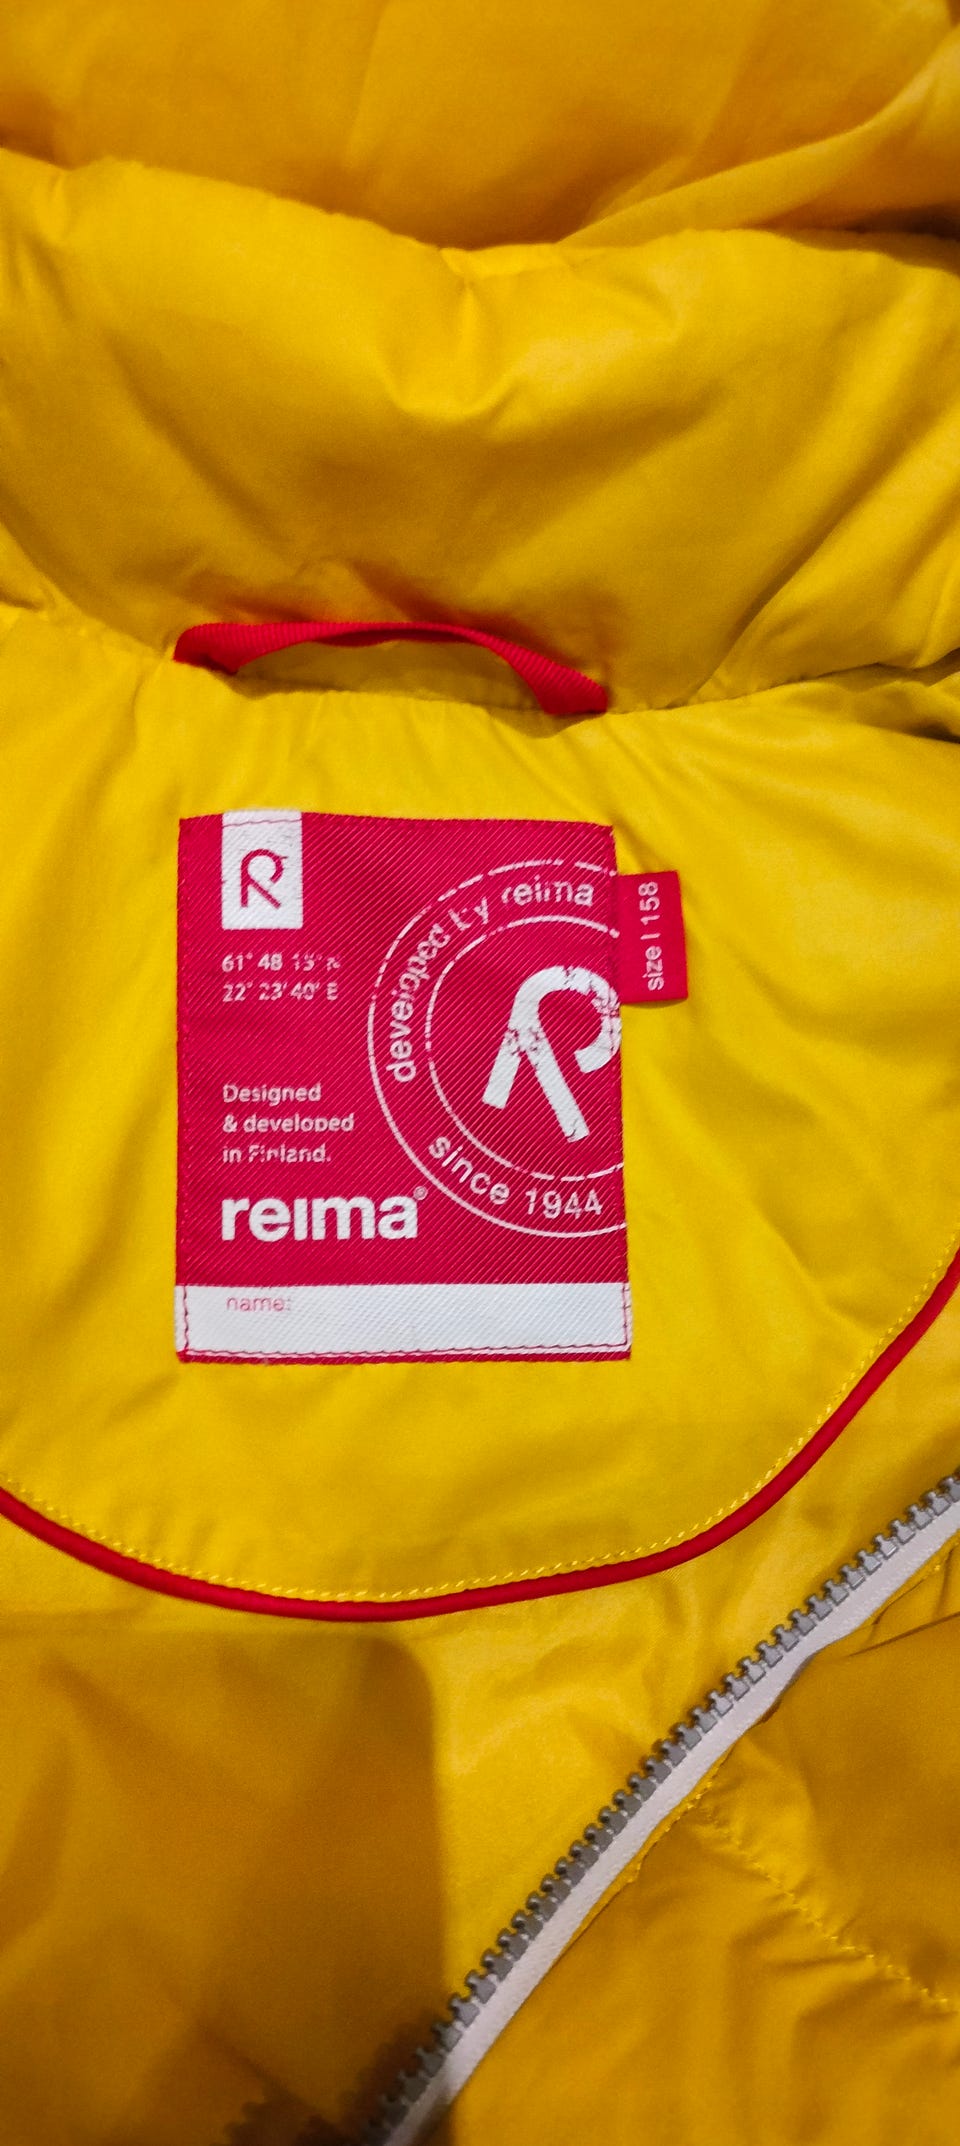 R
61° 48' 15" N
22° 23' 40" E
Designed
& developed
in Finland.
reima®
name:
developed by reima
R
since 1944
size | 158